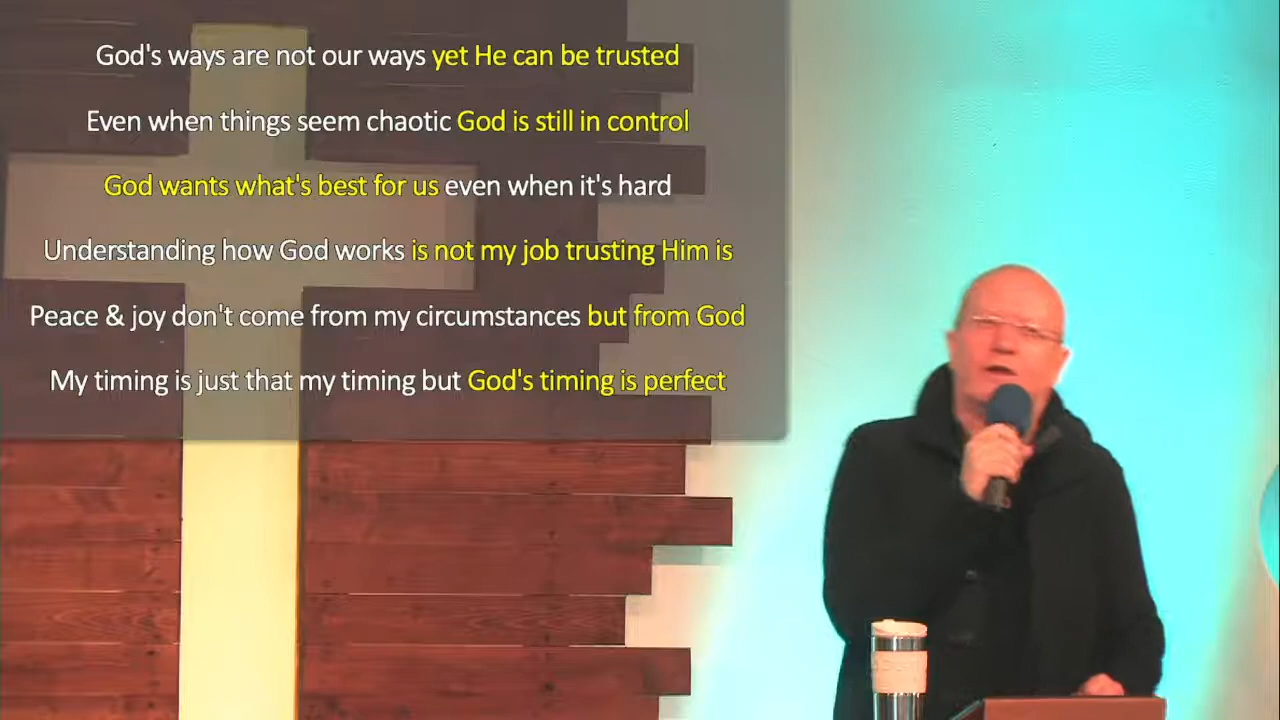 God's ways are not our ways yet He can be trusted
Even when things seem chaotic God is still in control
God wants what's best for us even when it's hard
Understanding how God works is not my job trusting Him is
Peace & joy don't come from my circumstances but from God
My timing is just that my timing but God's timing is perfect